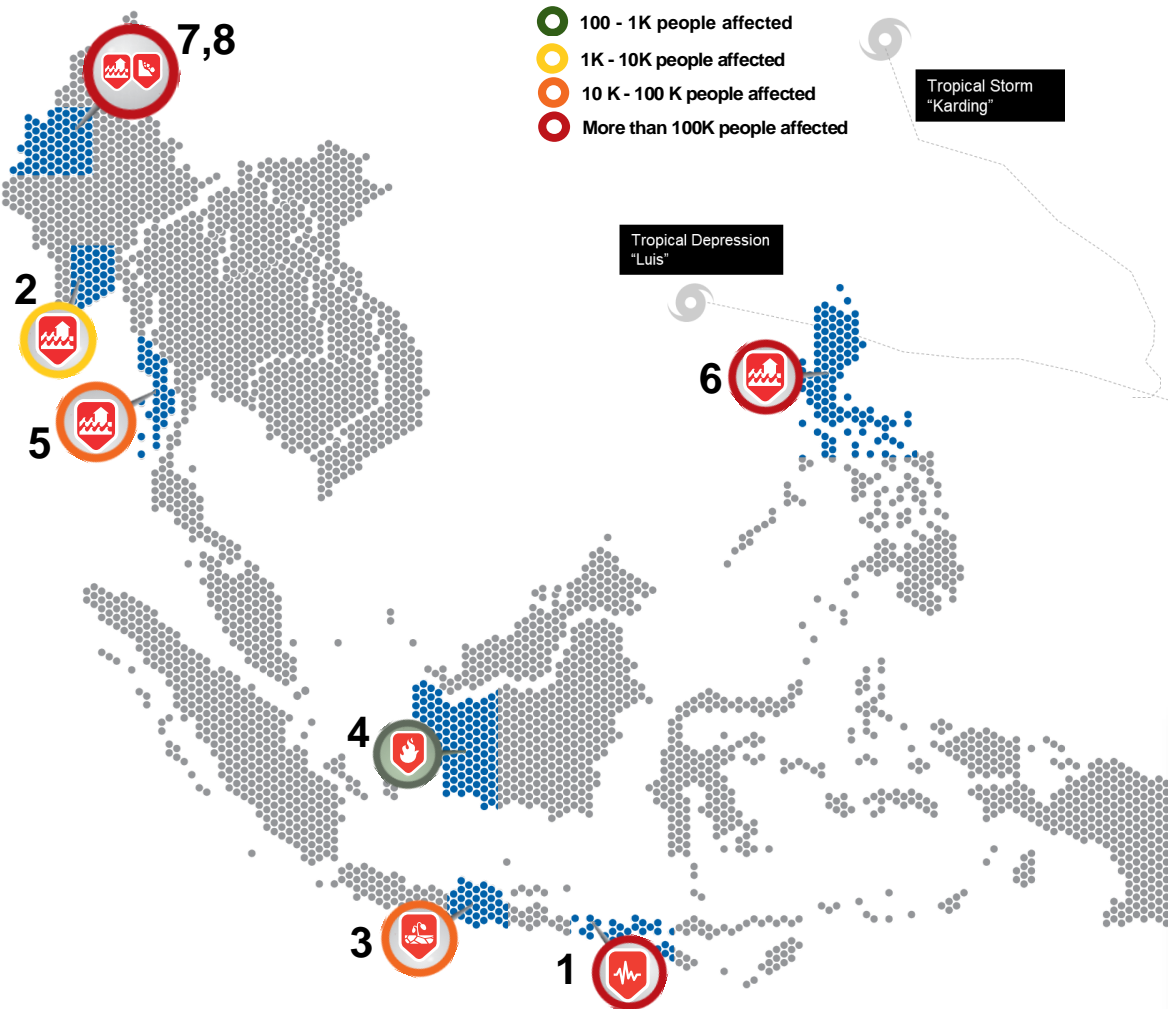 7,8
100 - 1K people affected
1K - 10K people affected
10 K - 100 K people affected
More than 100K people affected
Tropical Storm
“Karding”
Tropical Depression
“Luis”
2
6
5
4
3
1